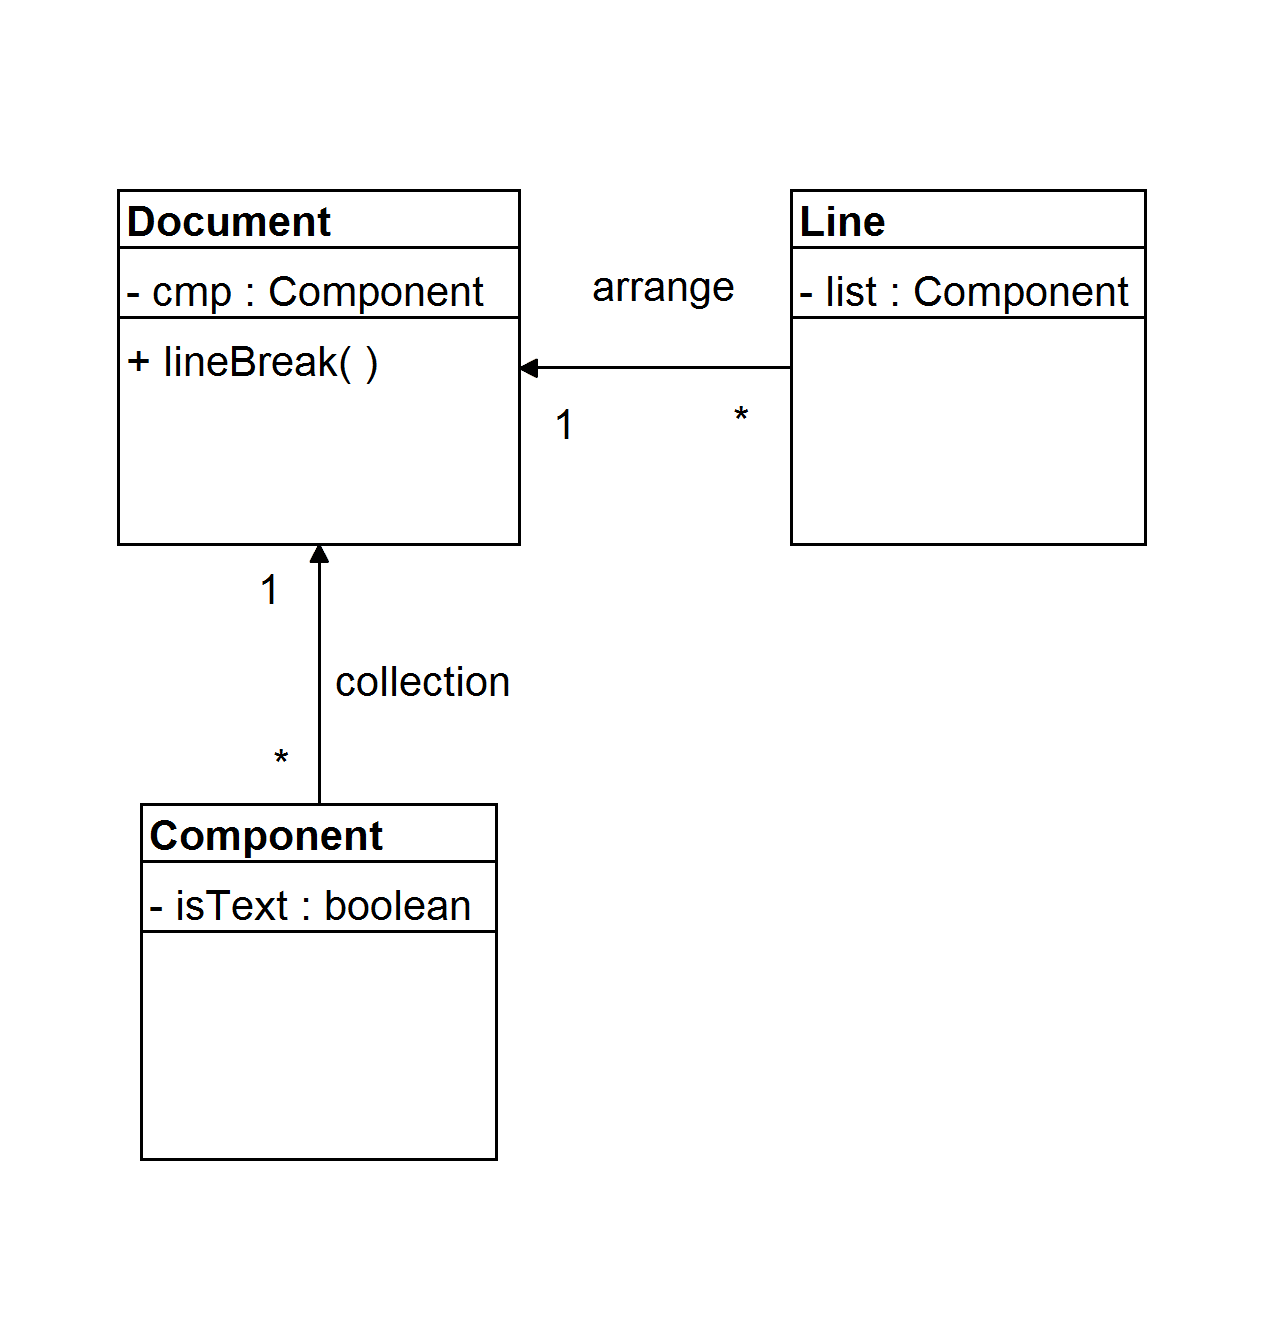 Document
- cmp : Component
+ lineBreak( )
arrange
1
*
Line
- list : Component
1
collection
*
Component
- isText : boolean